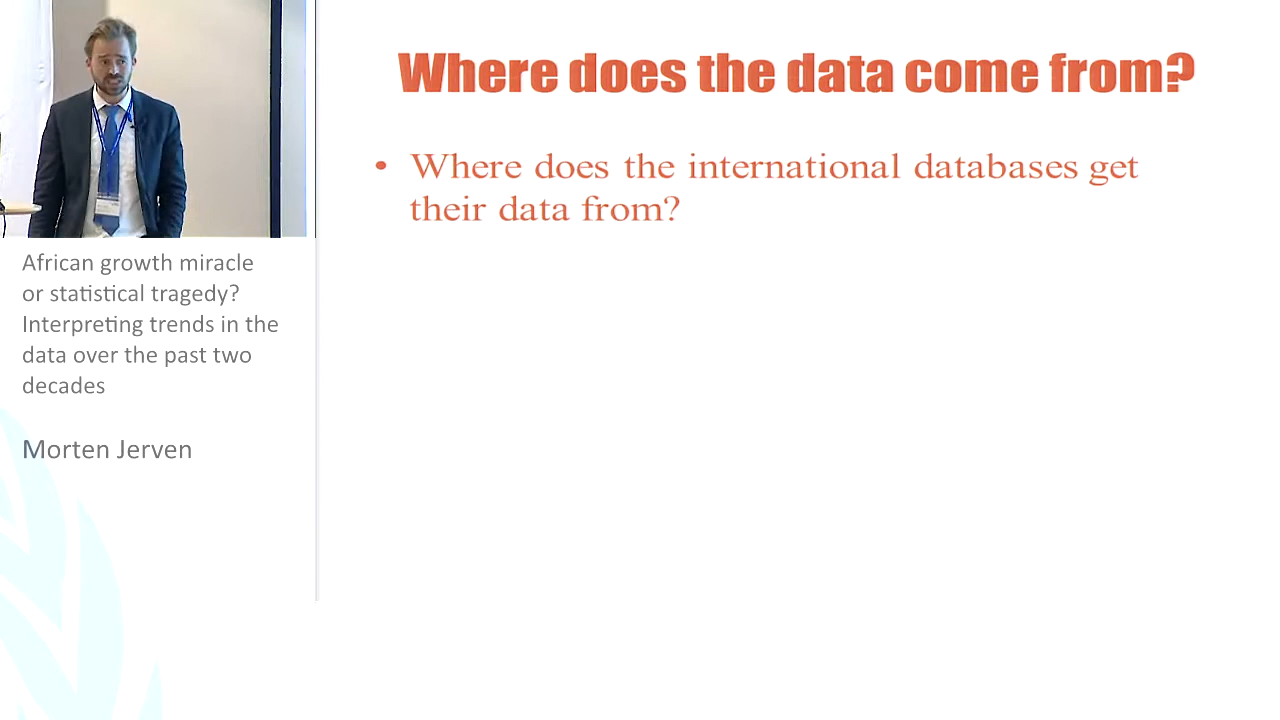 Where does the data come from?
• Where does the international databases get
their data from?
African growth miracle
or statistical tragedy?
Interpreting trends in the
data over the past two
decades
Morten Jerven